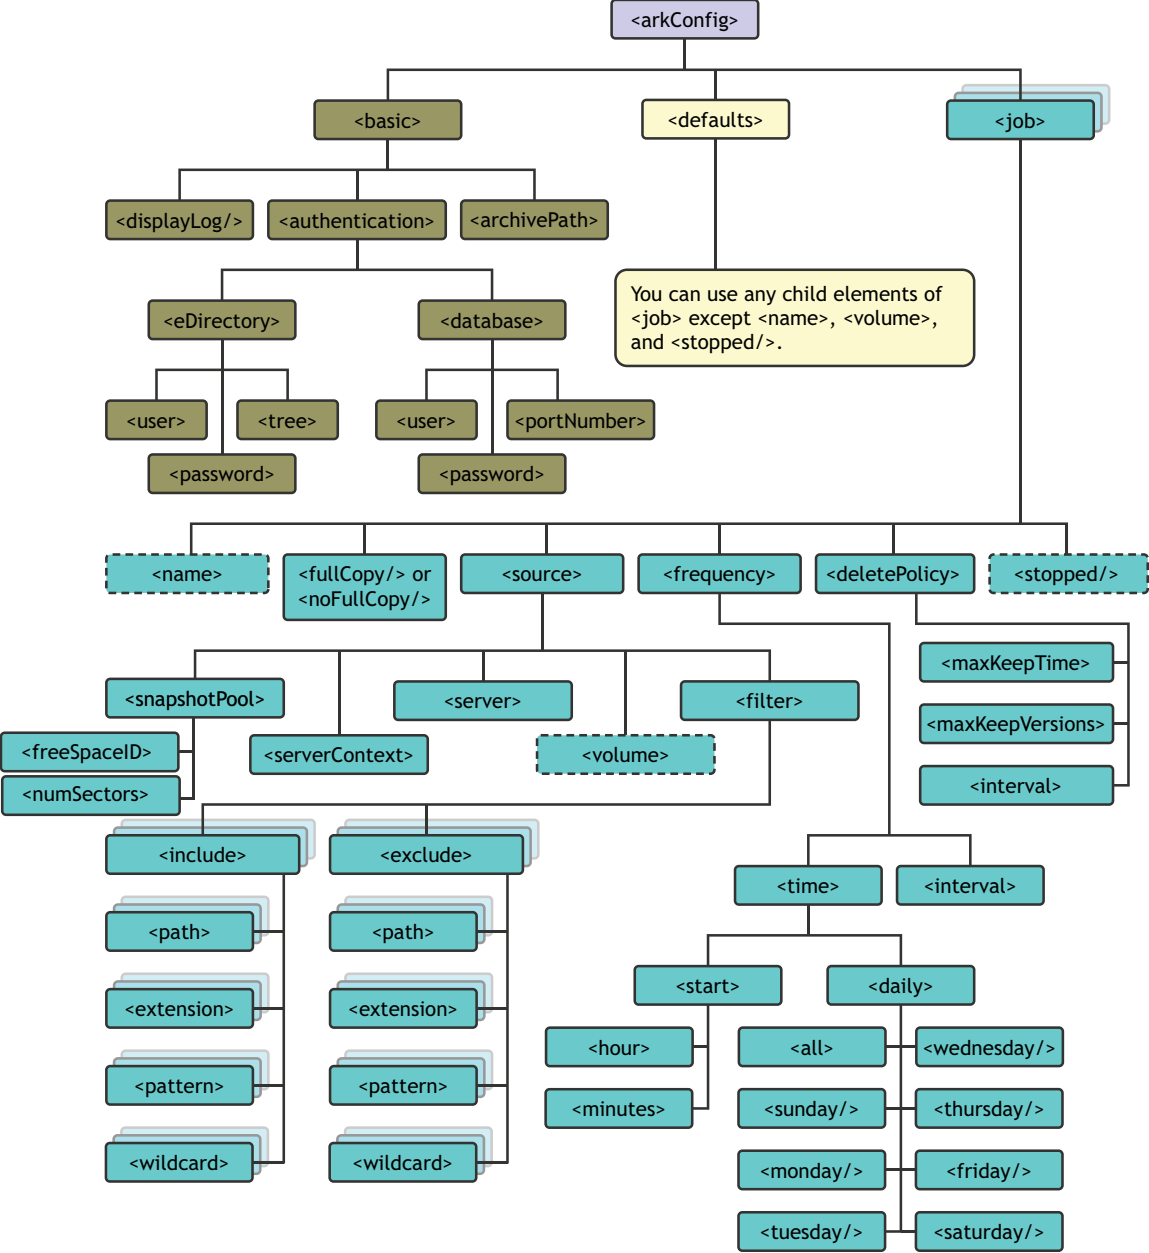 <arkConfig>
<basic>
<defaults>
<job>
<displayLog/>
<authentication>
<archivePath>
<eDirectory>
<database>
You can use any child elements of
<job> except <name>, <volume>,
and <stopped/>.
<user>
<tree>
<user>
<portNumber>
<password>
<password>
<name>
<fullCopy/> or
<noFullCopy/>
<source>
<frequency>
<deletePolicy>
<stopped/>
<snapshotPool>
<server>
<filter>
<maxKeepTime>
<maxKeepVersions>
<interval>
<freeSpaceID>
<serverContext>
<volume>
<numSectors>
<include>
<exclude>
<time>
<interval>
<path>
<path>
<extension>
<extension>
<pattern>
<pattern>
<wildcard>
<wildcard>
<start>
<daily>
<hour>
<minutes>
<all>
<wednesday/>
<sunday/>
<thursday/>
<monday/>
<friday/>
<tuesday/>
<saturday/>